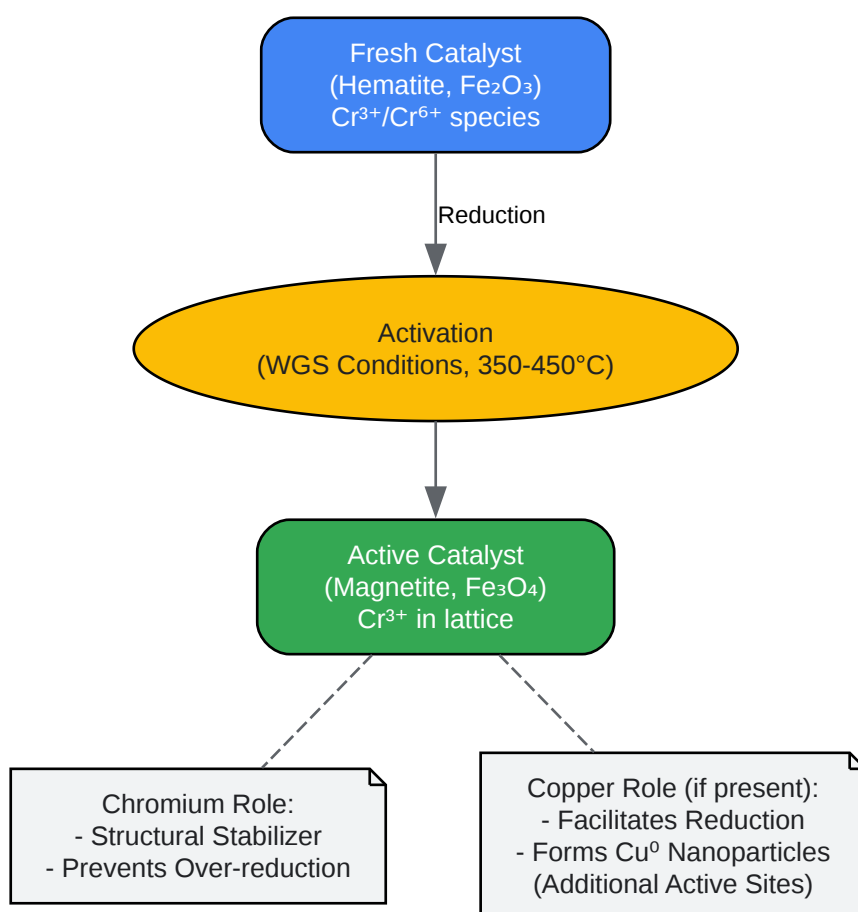 Fresh Catalyst
(Hematite, Fe₂O₃)
Cr³⁺/Cr⁶⁺ species
Reduction
Activation
(WGS Conditions, 350-450°C)
Active Catalyst
(Magnetite, Fe₃O₄)
Cr³⁺ in lattice
Chromium Role:
- Structural Stabilizer
- Prevents Over-reduction
Copper Role (if present):
- Facilitates Reduction
- Forms Cu⁰ Nanoparticles
(Additional Active Sites)